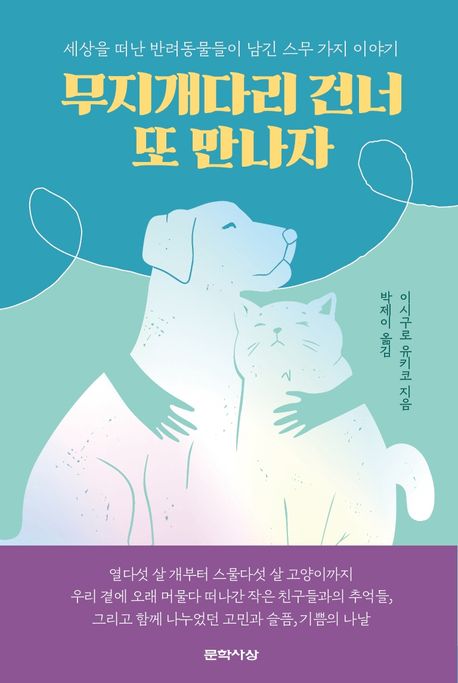 세상을 떠난 반려동물들이 남긴 스무 가지 이야기
무지개다리 건너
또 만나자
이시구로 유키코 지음
박제이 옮김
열다섯 살 개부터 스물다섯 살 고양이까지
우리 곁에 오래 머물다 떠나간 작은 친구들과의 추억들,
그리고 함께 나누었던 고민과 슬픔, 기쁨의 나날
문학사상